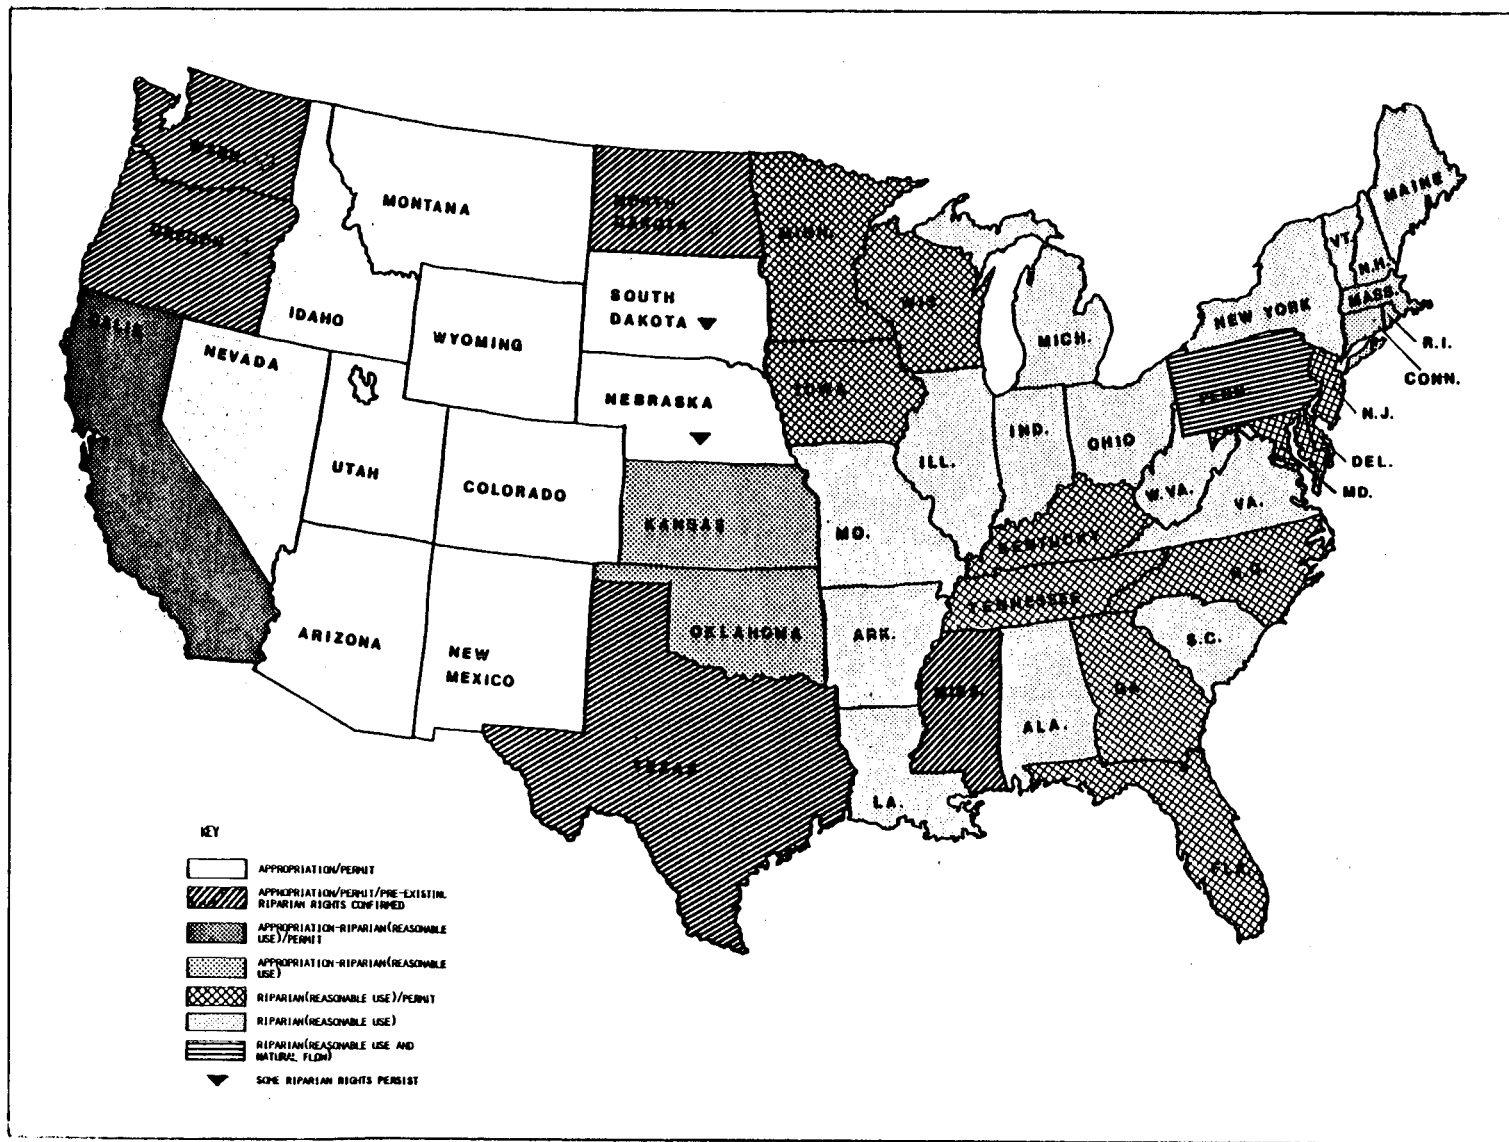 WASH.
OREGON
CALIF
MONTANA
IDAHO
NEVADA
WYOMING
UTAH
COLORADO
ARIZONA
NEW
MEXICO
NORTH
DAKOTA
SOUTH
DAKOTA
NEBRASKA
KANSAS
OKLAHOMA
TEXAS
MINN.
IOWA
MO.
ARK.
LA.
WIS.
ILL.
MICH.
IND.
OHIO
KENTUCKY
TENNESSEE
MISS.
ALA.
GA.
FLA.
S.C.
N.C.
VA.
W.VA.
PENN.
NEW YORK
VT.
N.H.
MAINE
MASS.
R.I.
CONN.
N.J.
DEL.
MD.
KEY
APPROPRIATION/PERMIT
APPROPRIATION/PERMIT/PRE-EXISTIN.
RIPARIAN RIGHTS CONFIRMED
APPROPRIATION-RIPARIAN(REASONABLE
USE)/PERMIT
APPROPRIATION-RIPARIAN(REASONABLE
USE)
RIPARIAN(REASONABLE USE)/PERMIT
RIPARIAN(REASONABLE USE)
RIPARIAN(REASONABLE USE AND
NATURAL FLOW)
SOME RIPARIAN RIGHTS PERSIST